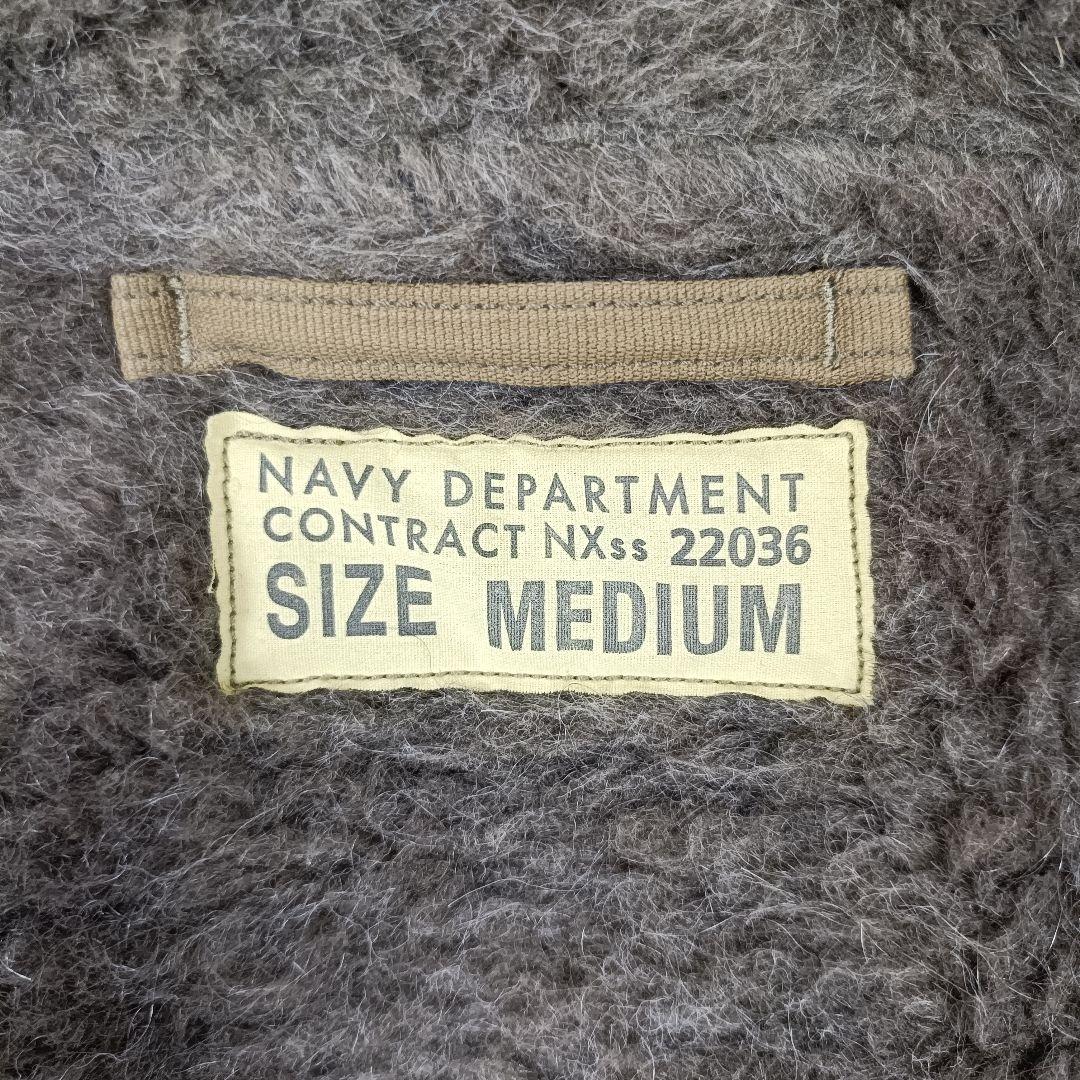 NAVY DEPARTMENT
CONTRACT NXss 22036
SIZE MEDIUM